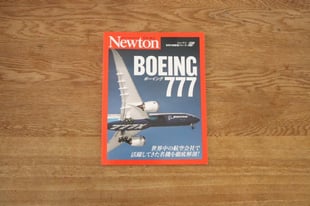 Newton
BOEING
ボーイング
777
BOEING
世界中の航空会社で
活躍してきた名機を徹底解剖!